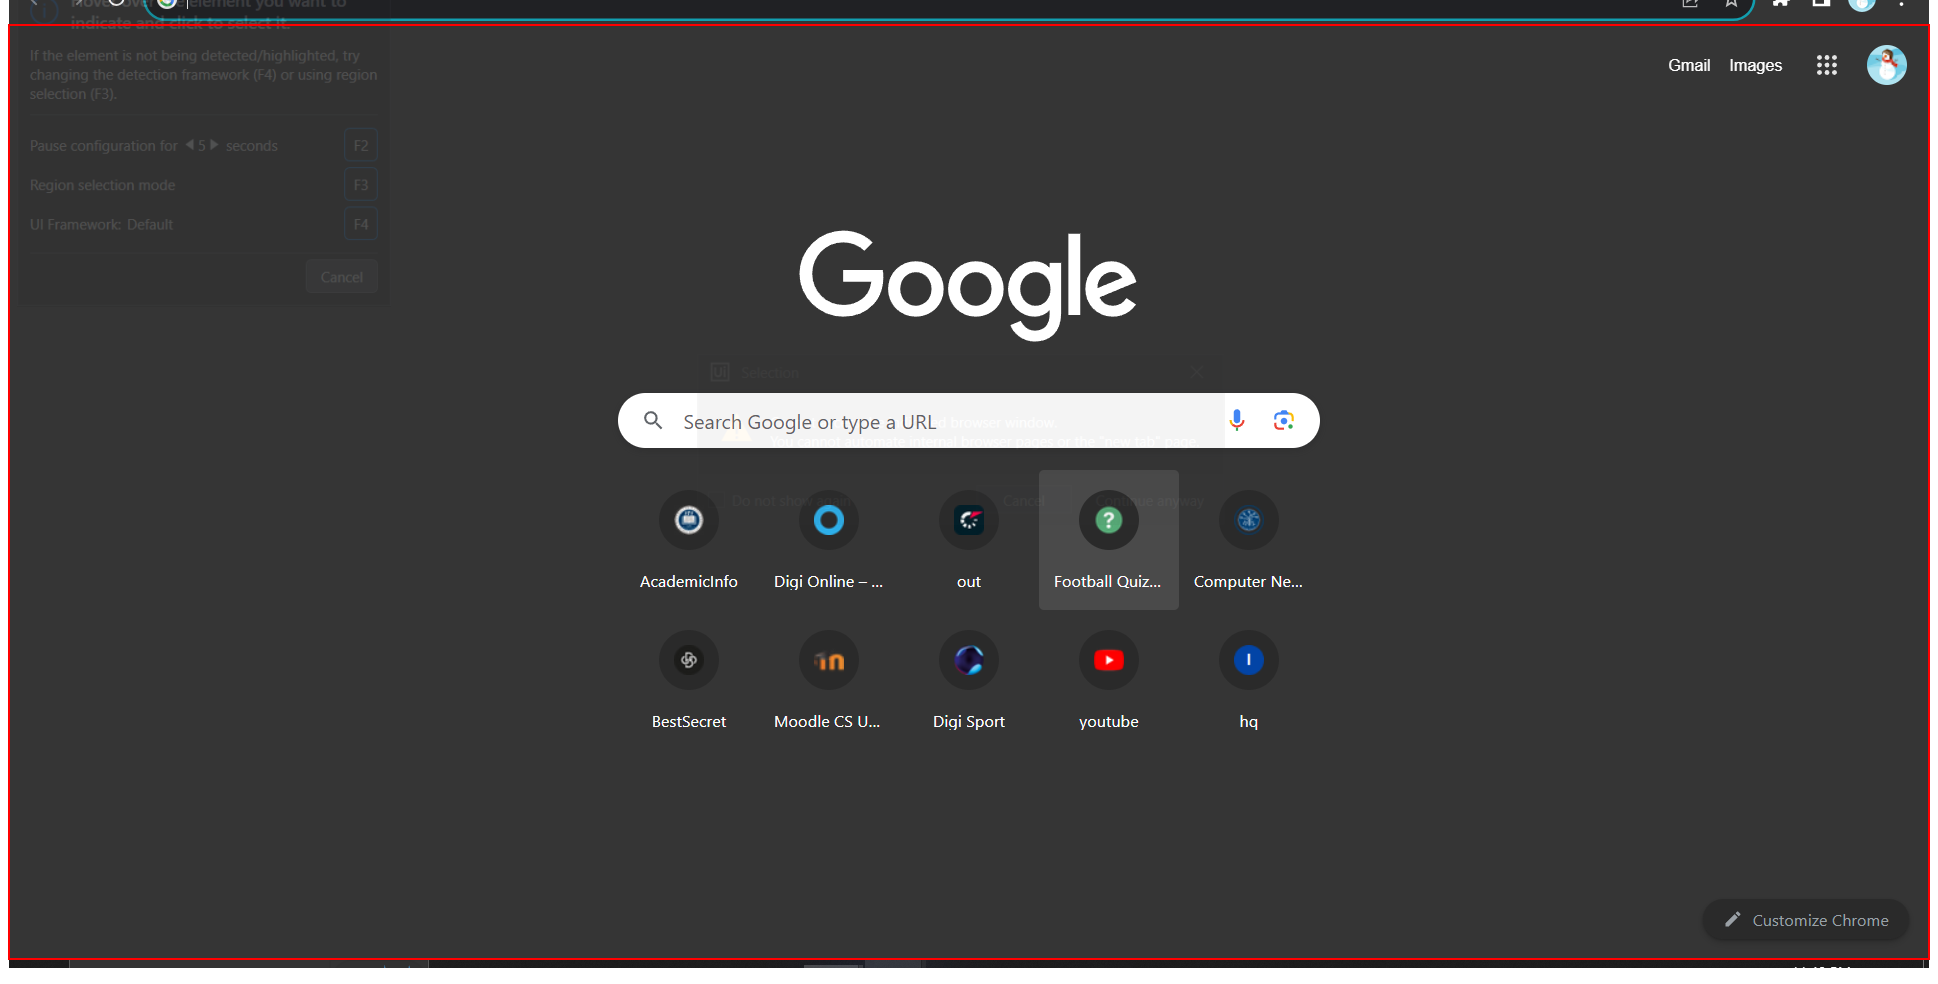 Move over the element you want to
indicate and click to select it.
If the element is not being detected/highlighted, try
changing the detection framework (F4) or using region
selection (F3).
Pause configuration for ◀ 5 ▶ seconds F2
Region selection mode F3
UI Framework: Default F4
Cancel
Gmail Images
Google
UI Selection
Search Google or type a URL
browser window.
You cannot automate internal browser pages or the "new tab" page.
Do not show again Cancel Continue anyway
AcademicInfo Digi Online – ... out Football Quiz... Computer Ne...
BestSecret Moodle CS U... Digi Sport youtube hq
Customize Chrome